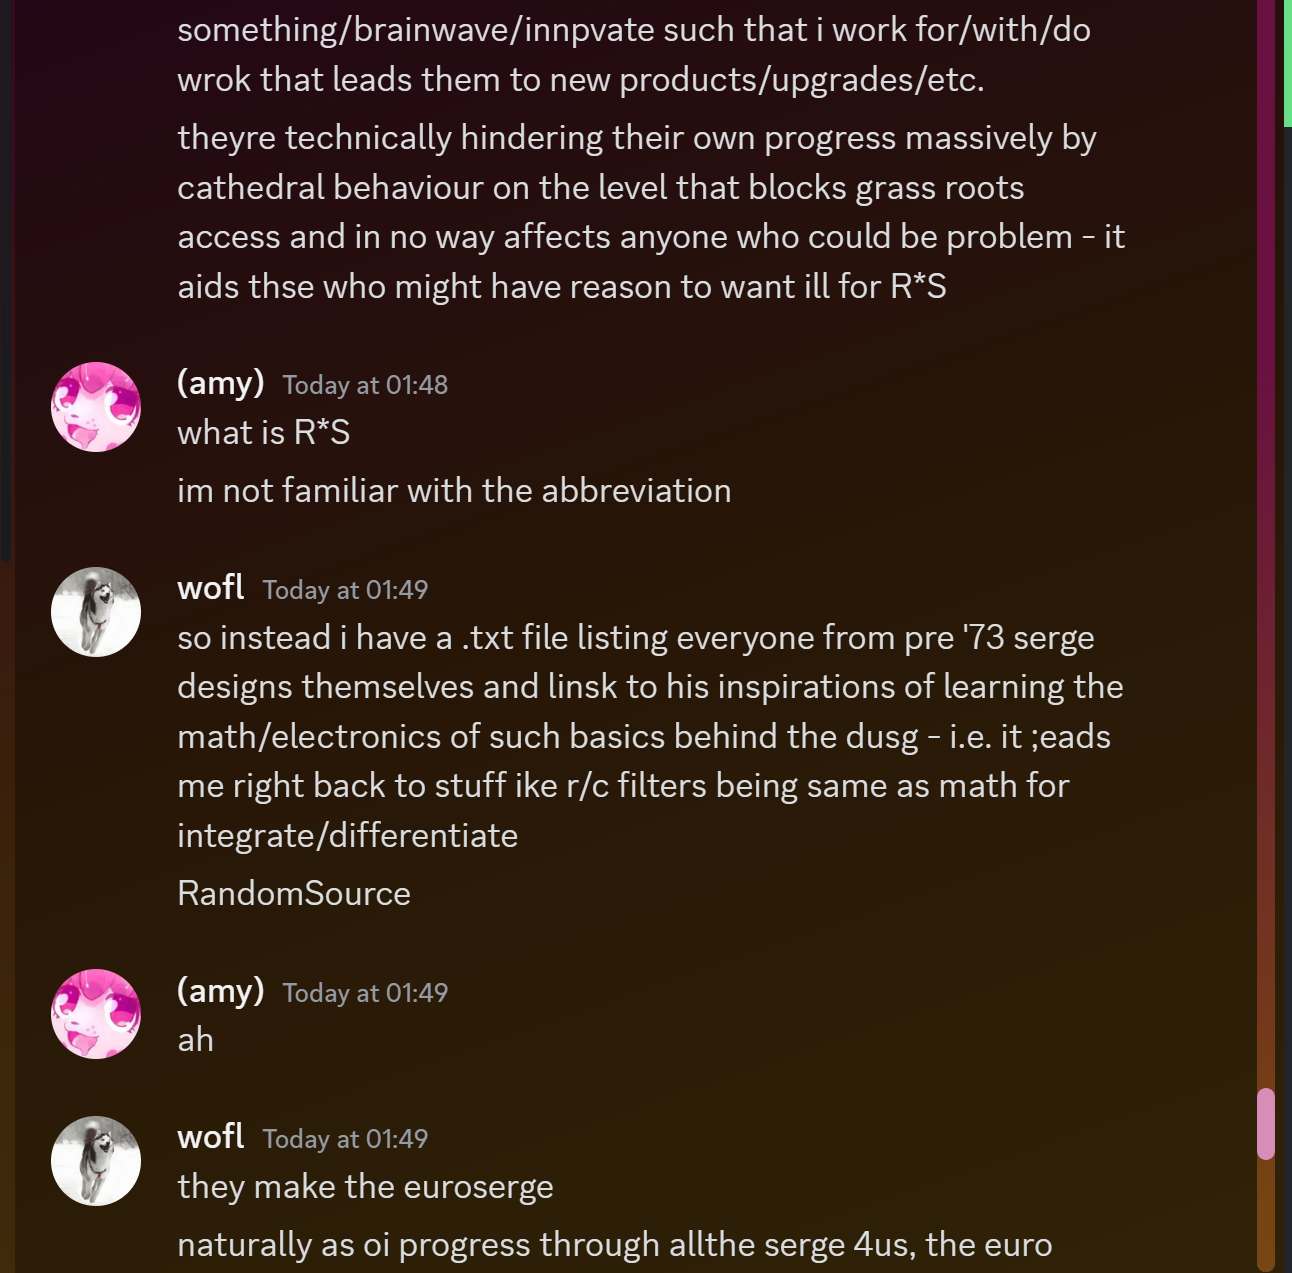 something/brainwave/innpvate such that i work for/with/do
wrok that leads them to new products/upgrades/etc.
theyre technically hindering their own progress massively by
cathedral behaviour on the level that blocks grass roots
access and in no way affects anyone who could be problem - it
aids thse who might have reason to want ill for R*S
(amy) Today at 01:48
what is R*S
im not familiar with the abbreviation
wofl Today at 01:49
so instead i have a .txt file listing everyone from pre '73 serge
designs themselves and linsk to his inspirations of learning the
math/electronics of such basics behind the dusg - i.e. it ;eads
me right back to stuff ike r/c filters being same as math for
integrate/differentiate
RandomSource
(amy) Today at 01:49
ah
wofl Today at 01:49
they make the euroserge
naturally as oi progress through allthe serge 4us, the euro